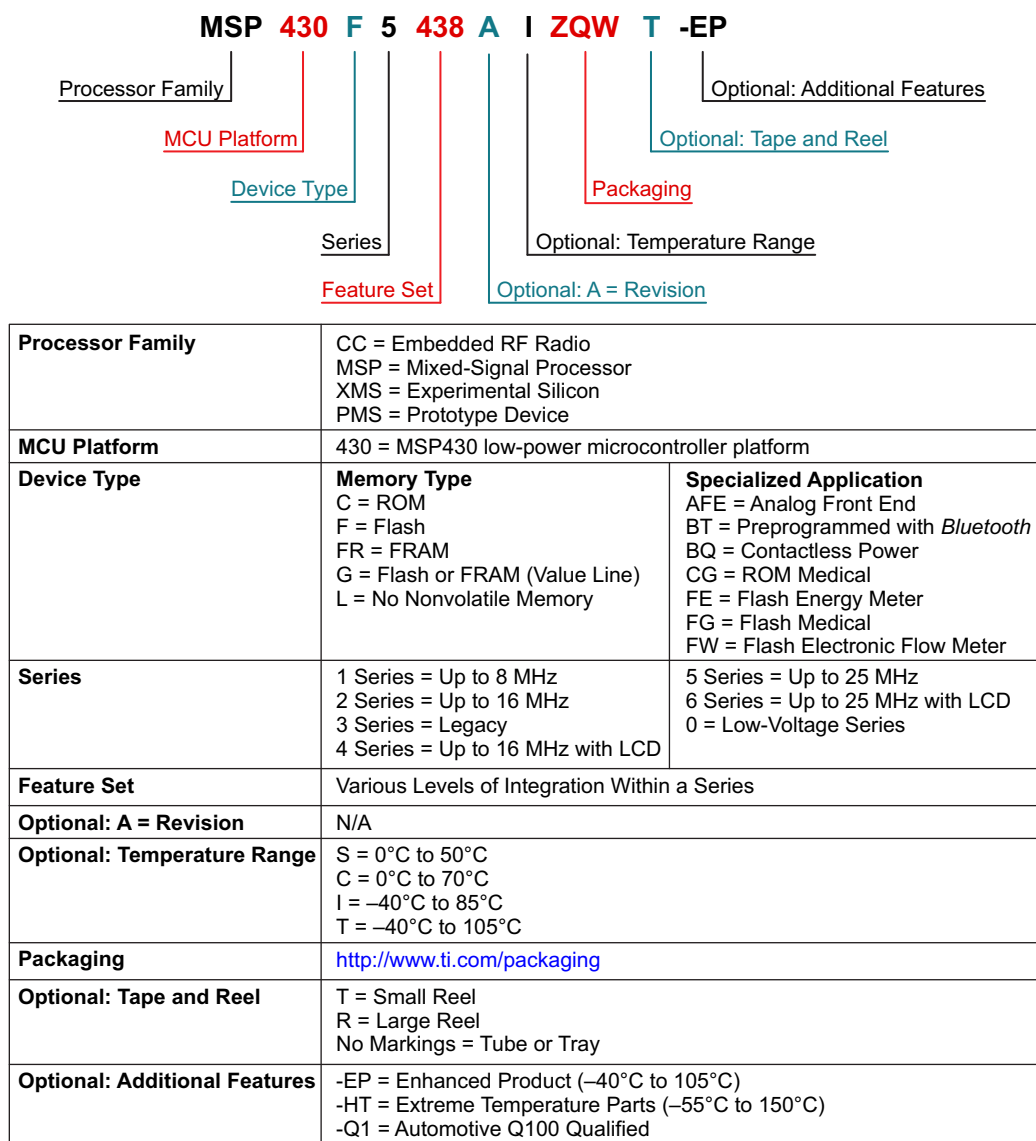 MSP 430 F 5 438 A I ZQW T -EP
Processor Family
Optional: Additional Features
MCU Platform
Optional: Tape and Reel
Device Type
Packaging
Series
Optional: Temperature Range
Feature Set
Optional: A = Revision
Processor Family
CC = Embedded RF Radio
MSP = Mixed-Signal Processor
XMS = Experimental Silicon
PMS = Prototype Device
MCU Platform
430 = MSP430 low-power microcontroller platform
Device Type
Memory Type
C = ROM
F = Flash
FR = FRAM
G = Flash or FRAM (Value Line)
L = No Nonvolatile Memory
Specialized Application
AFE = Analog Front End
BT = Preprogrammed with Bluetooth
BQ = Contactless Power
CG = ROM Medical
FE = Flash Energy Meter
FG = Flash Medical
FW = Flash Electronic Flow Meter
Series
1 Series = Up to 8 MHz
2 Series = Up to 16 MHz
3 Series = Legacy
4 Series = Up to 16 MHz with LCD
5 Series = Up to 25 MHz
6 Series = Up to 25 MHz with LCD
0 = Low-Voltage Series
Feature Set
Various Levels of Integration Within a Series
Optional: A = Revision
N/A
Optional: Temperature Range
S = 0°C to 50°C
C = 0°C to 70°C
I = –40°C to 85°C
T = –40°C to 105°C
Packaging
http://www.ti.com/packaging
Optional: Tape and Reel
T = Small Reel
R = Large Reel
No Markings = Tube or Tray
Optional: Additional Features
-EP = Enhanced Product (–40°C to 105°C)
-HT = Extreme Temperature Parts (–55°C to 150°C)
-Q1 = Automotive Q100 Qualified